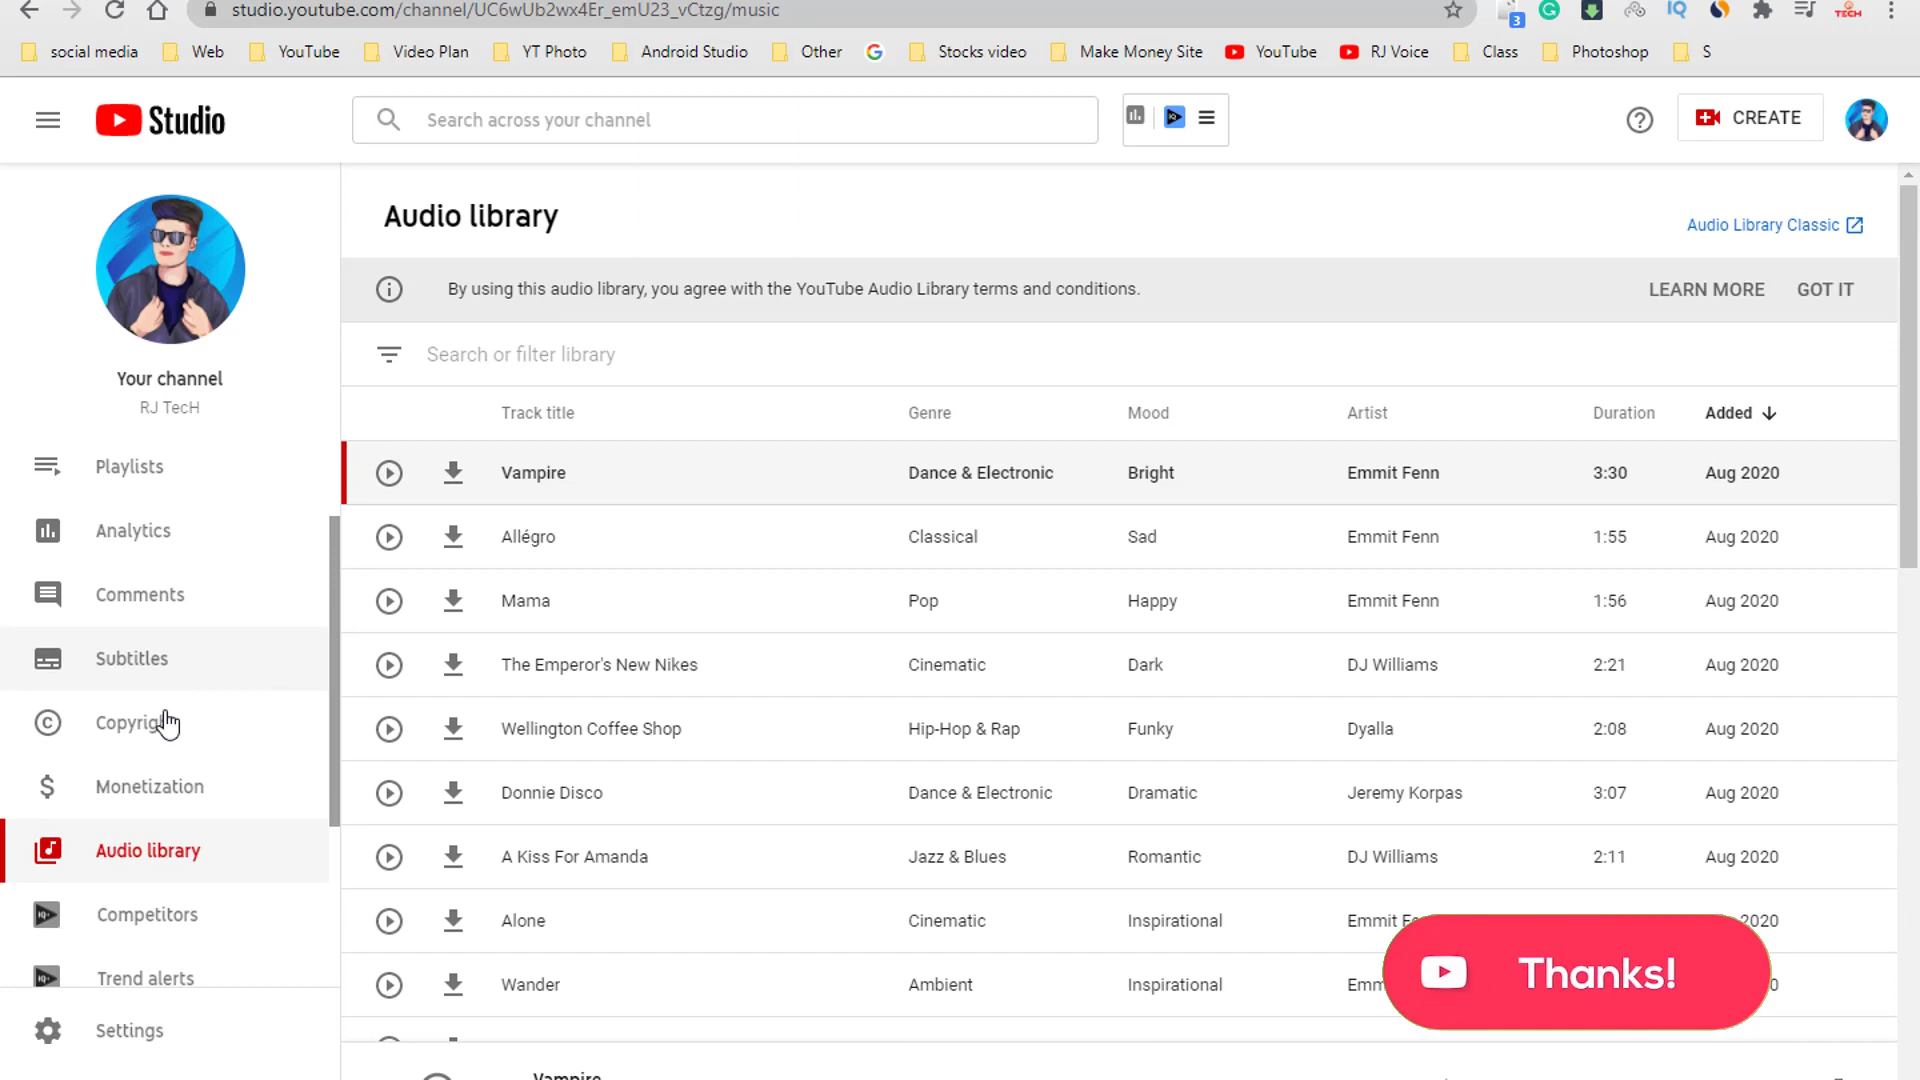 studio.youtube.com/channel/UC6wUb2wx4Er_emU23_vCtzg/music
3
IQ
TECH
social media Web YouTube Video Plan YT Photo Android Studio Other G Stocks video Make Money Site YouTube RJ Voice Class Photoshop S
Studio
Search across your channel
CREATE
Your channel
RJ TecH
Playlists
Analytics
Comments
Subtitles
Monetization
Audio library
Competitors
Trend alerts
Settings
Audio library
Audio Library Classic
By using this audio library, you agree with the YouTube Audio Library terms and conditions.
LEARN MORE GOT IT
Search or filter library
Track title Genre Mood Artist Duration Added
Vampire Dance & Electronic Bright Emmit Fenn 3:30 Aug 2020
Allégro Classical Sad Emmit Fenn 1:55 Aug 2020
Mama Pop Happy Emmit Fenn 1:56 Aug 2020
The Emperor's New Nikes Cinematic Dark DJ Williams 2:21 Aug 2020
Wellington Coffee Shop Hip-Hop & Rap Funky Dyalla 2:08 Aug 2020
Donnie Disco Dance & Electronic Dramatic Jeremy Korpas 3:07 Aug 2020
A Kiss For Amanda Jazz & Blues Romantic DJ Williams 2:11 Aug 2020
Alone Cinematic Inspirational Emmit 2020
Wander Ambient Inspirational
Vampire
Thanks!